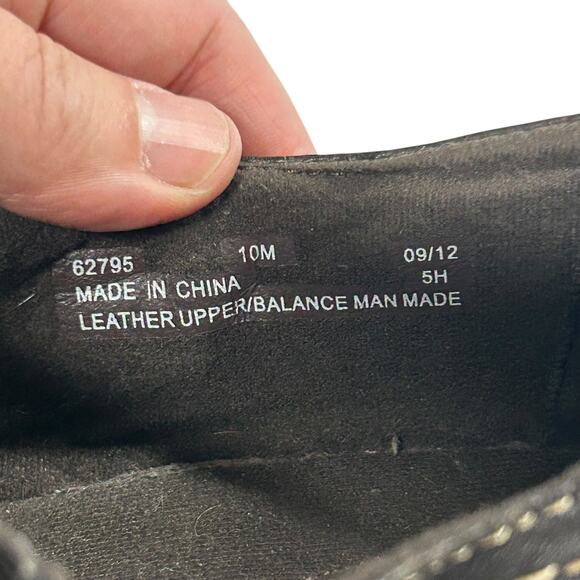 62795 10M 09/12
MADE IN CHINA 5H
LEATHER UPPER/BALANCE MAN MADE